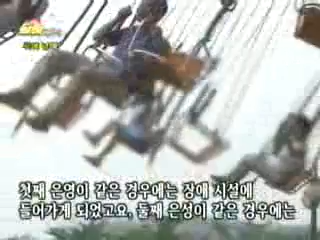 첫째 은영이 같은 경우에는 장애 시설에
들어가게 되었고요, 둘째 은성이 같은 경우에는